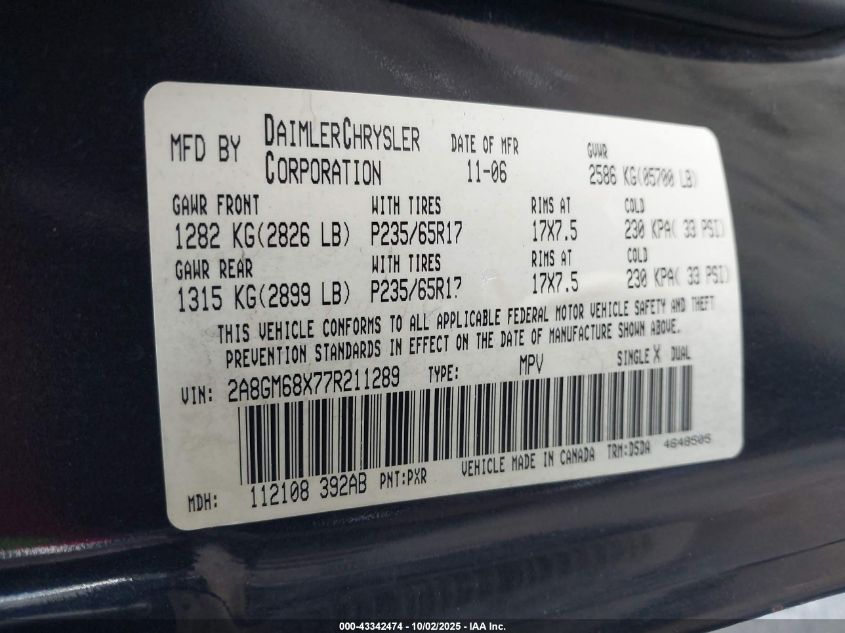 MFD BY DAIMLERCHRYSLER CORPORATION DATE OF MFR 11-06 GVWR 2586 KG(05700 LB)
GAWR FRONT WITH TIRES RIMS AT COLD
1282 KG(2826 LB) P235/65R17 17X7.5 230 KPA( 33 PSI)
GAWR REAR WITH TIRES RIMS AT COLD
1315 KG(2899 LB) P235/65R17 17X7.5 230 KPA( 33 PSI)
THIS VEHICLE CONFORMS TO ALL APPLICABLE FEDERAL MOTOR VEHICLE SAFETY AND THEFT
PREVENTION STANDARDS IN EFFECT ON THE DATE OF MANUFACTURE SHOWN ABOVE.
VIN: 2A8GM68X77R211289 TYPE: MPV SINGLE X DUAL
MDH: 112108 392AB PNT:PXR VEHICLE MADE IN CANADA TRM:D5DA 4648505
000-43342474 - 10/02/2025 - IAA Inc.